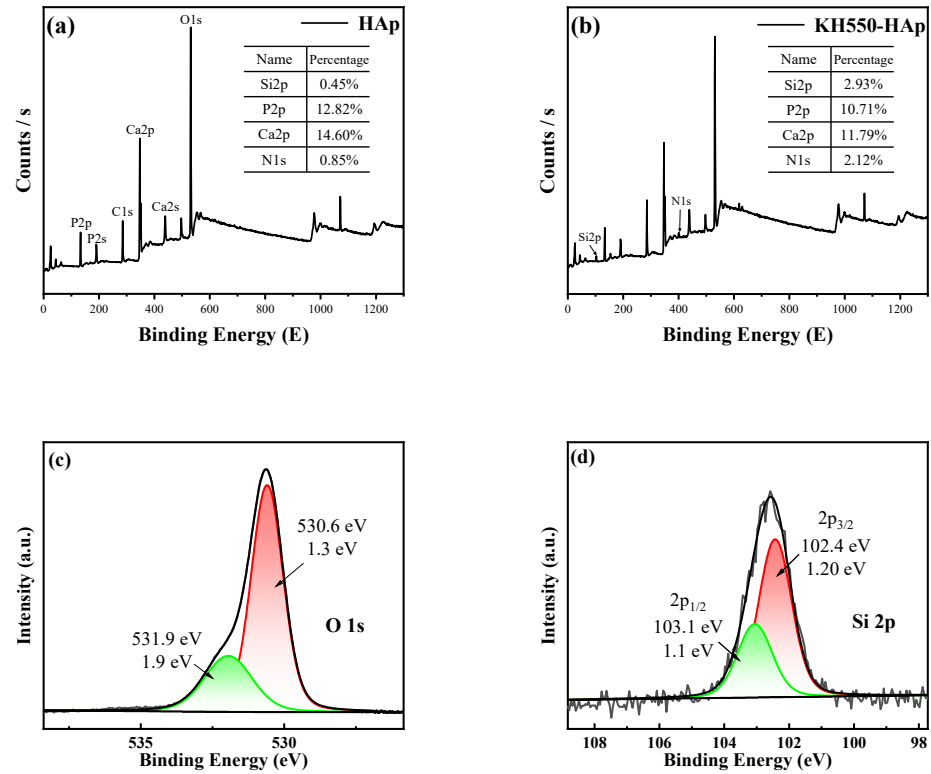 (a)
HAp
O1s
Name Percentage
Si2p 0.45%
P2p 12.82%
Ca2p 14.60%
N1s 0.85%
Ca2p
P2p
P2s
C1s
Ca2s
Counts / s
0 200 400 600 800 1000 1200
Binding Energy (E)
(b)
KH550-HAp
Name Percentage
Si2p 2.93%
P2p 10.71%
Ca2p 11.79%
N1s 2.12%
N1s
Si2p
Counts / s
0 200 400 600 800 1000 1200
Binding Energy (E)
(c)
530.6 eV
1.3 eV
531.9 eV
1.9 eV
O 1s
Intensity (a.u.)
535 530
Binding Energy (eV)
(d)
2p3/2
102.4 eV
1.20 eV
2p1/2
103.1 eV
1.1 eV
Si 2p
Intensity (a.u.)
108 106 104 102 100 98
Binding Energy (eV)